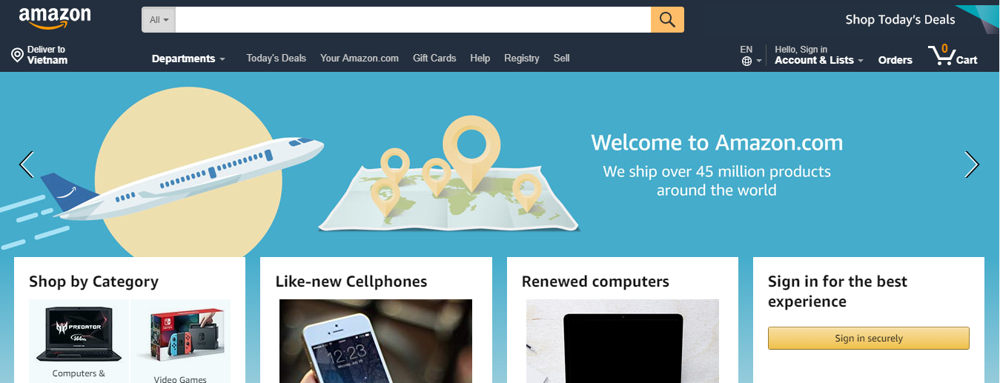 amazon
All
Shop Today's Deals
Deliver to
Vietnam
Departments
Today's Deals
Your Amazon.com
Gift Cards
Help
Registry
Sell
EN
Hello, Sign in
Account & Lists
Orders
0
Cart
Welcome to Amazon.com
We ship over 45 million products
around the world
Shop by Category
Like-new Cellphones
Renewed computers
Sign in for the best
experience
PREDATOR
12:23
Monday, July 25
Sign in securely
Computers &
Video Games